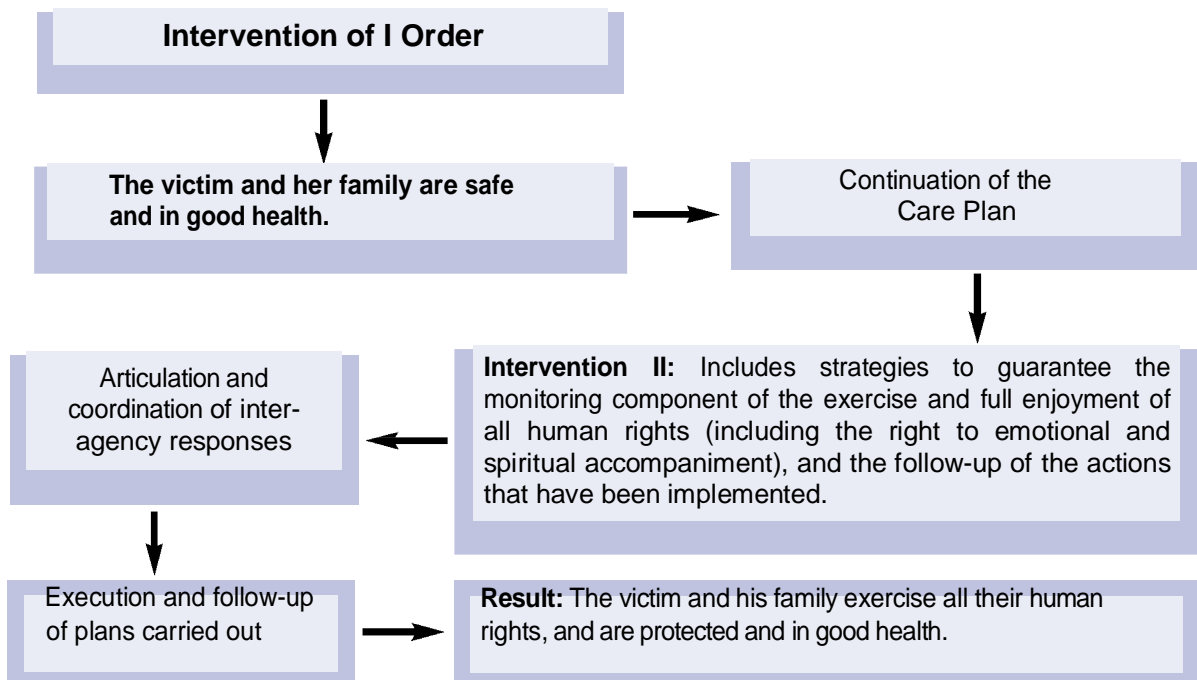 Intervention of I Order
The victim and her family are safe
and in good health.
Continuation of the
Care Plan
Intervention II: Includes strategies to guarantee the
monitoring component of the exercise and full enjoyment of
all human rights (including the right to emotional and
spiritual accompaniment), and the follow-up of the actions
that have been implemented.
Articulation and
coordination of inter-
agency responses
Execution and follow-up
of plans carried out
Result: The victim and his family exercise all their human
rights, and are protected and in good health.